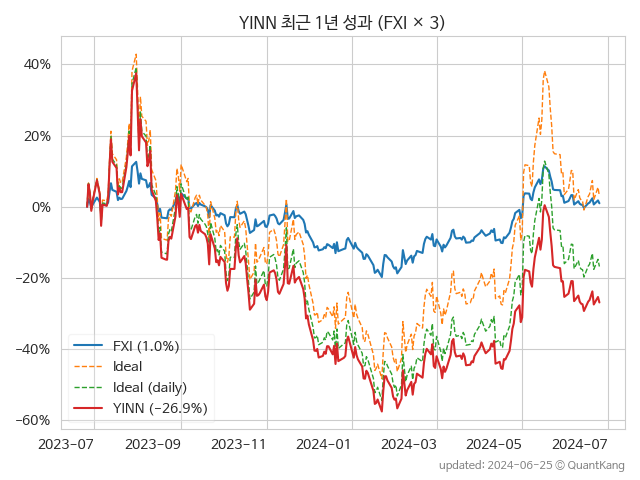 YINN 최근 1년 성과 (FXI × 3)
40%
20%
0%
−20%
−40%
−60%
FXI (1.0%)
Ideal
Ideal (daily)
YINN (−26.9%)
2023-07 2023-09 2023-11 2024-01 2024-03 2024-05 2024-07
updated: 2024-06-25 ⓒ QuantKang